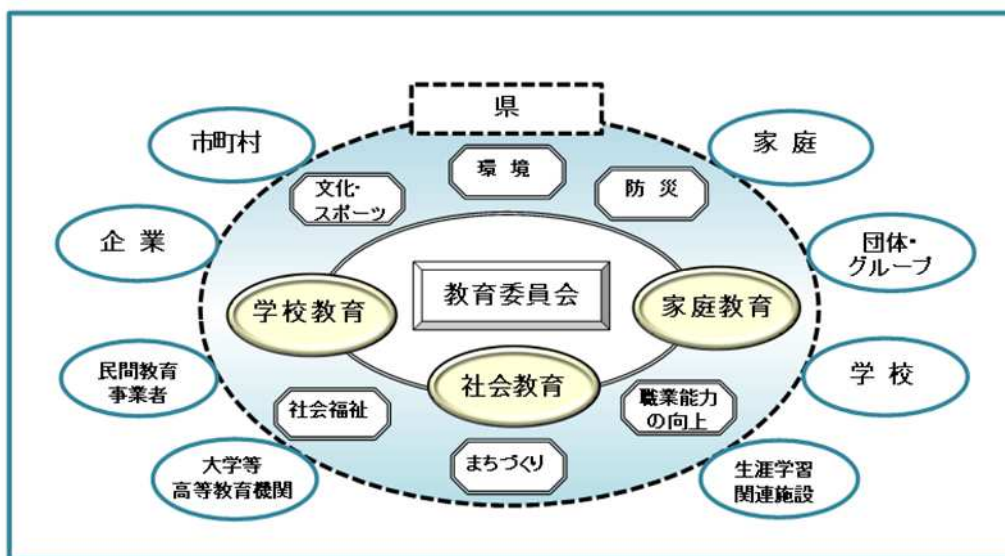 県
市町村
家 庭
環 境
文化・
スポーツ
防 災
企 業
団体・
グループ
教育委員会
学校教育
家庭教育
社会教育
民間教育
事業者
学 校
社会福祉
職業能力
の向上
まちづくり
大学等
高等教育機関
生涯学習
関連施設